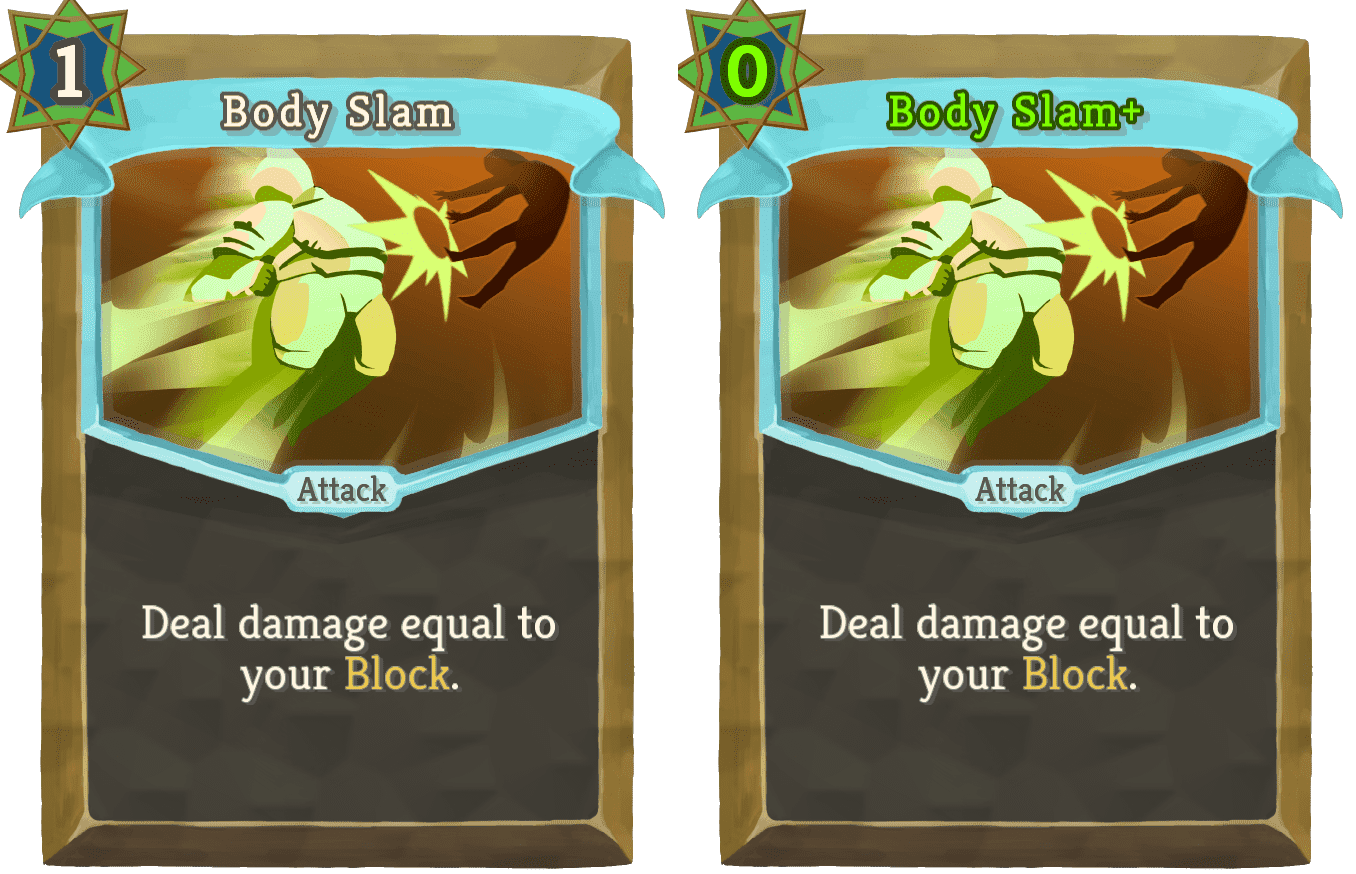 1
Body Slam
Attack
Deal damage equal to
your Block.
0
Body Slam+
Attack
Deal damage equal to
your Block.